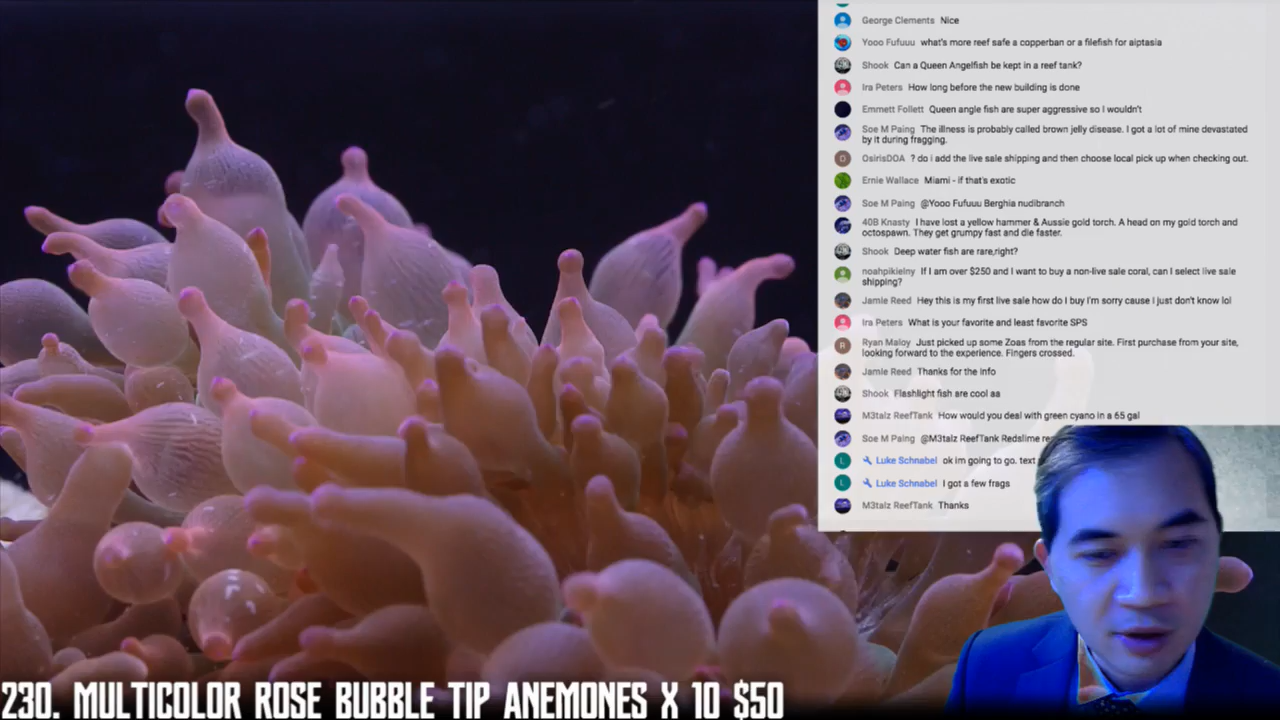 George Clements Nice
Yooo Fufuuu what's more reef safe a copperban or a filefish for aiptasia
Shook Can a Queen Angelfish be kept in a reef tank?
Ira Peters How long before the new building is done
Emmett Follett Queen angle fish are super aggressive so I wouldn't
Soe M Paing The illness is probably called brown jelly disease. I got a lot of mine devastated
by it during fragging.
OsirisDOA ? do i add the live sale shipping and then choose local pick up when checking out.
Ernie Wallace Miami - if that's exotic
Soe M Paing @Yooo Fufuuu Berghia nudibranch
40B Knasty I have lost a yellow hammer & Aussie gold torch. A head on my gold torch and
octospawn. They get grumpy fast and die faster.
Shook Deep water fish are rare,right?
noahpikielny If I am over $250 and I want to buy a non-live sale coral, can I select live sale
shipping?
Jamie Reed Hey this is my first live sale how do I buy I'm sorry cause I just don't know lol
Ira Peters What is your favorite and least favorite SPS
Ryan Maloy Just picked up some Zoas from the regular site. First purchase from your site,
looking forward to the experience. Fingers crossed.
Jamie Reed Thanks for the info
Shook Flashlight fish are cool aa
M3talz ReefTank How would you deal with green cyano in a 65 gal
Soe M Paing @M3talz ReefTank Redslime
Luke Schnabel ok im going to go. text
Luke Schnabel I got a few frags
M3talz ReefTank Thanks
230. MULTICOLOR ROSE BUBBLE TIP ANEMONES X 10 $50